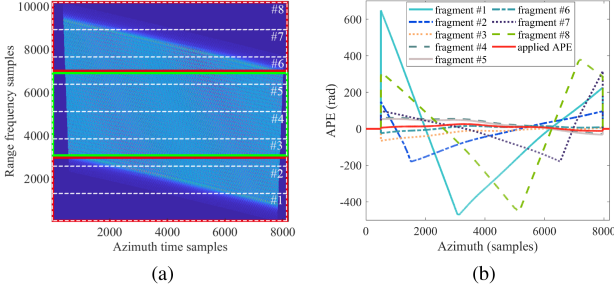 10000
8000
6000
4000
2000
Range frequency samples
#8
#7
#6
#5
#4
#3
#2
#1
2000 4000 6000 8000
Azimuth time samples
(a)
600
400
200
0
-200
-400
APE (rad)
fragment #1
fragment #2
fragment #3
fragment #4
fragment #5
fragment #6
fragment #7
fragment #8
applied APE
0 2000 4000 6000 8000
Azimuth (samples)
(b)